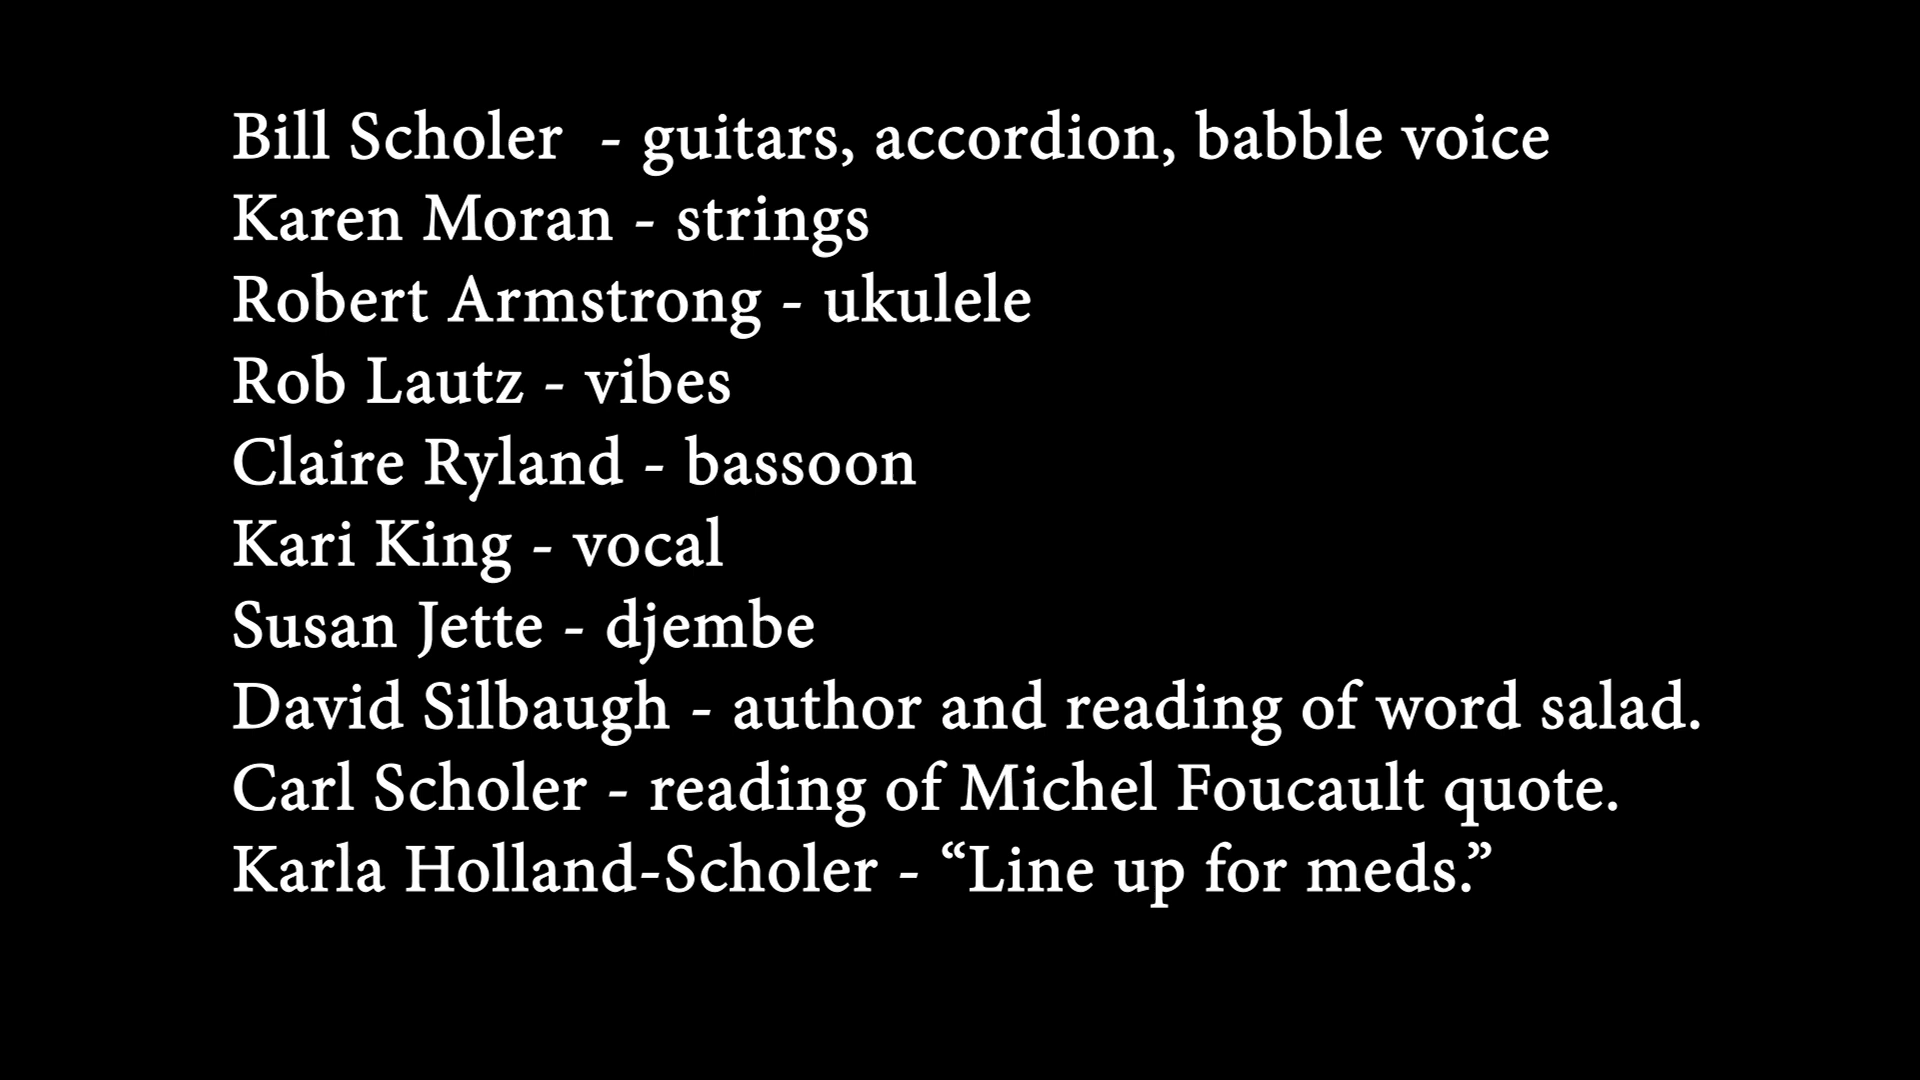 Bill Scholer  - guitars, accordion, babble voice
Karen Moran - strings
Robert Armstrong - ukulele
Rob Lautz - vibes
Claire Ryland - bassoon
Kari King - vocal
Susan Jette - djembe
David Silbaugh - author and reading of word salad.
Carl Scholer - reading of Michel Foucault quote.
Karla Holland-Scholer - “Line up for meds.”